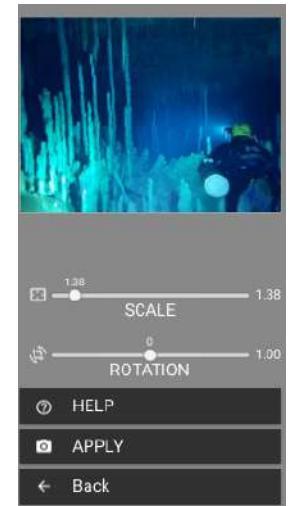 1.38
1.38
SCALE
0
1.00
ROTATION
HELP
APPLY
Back